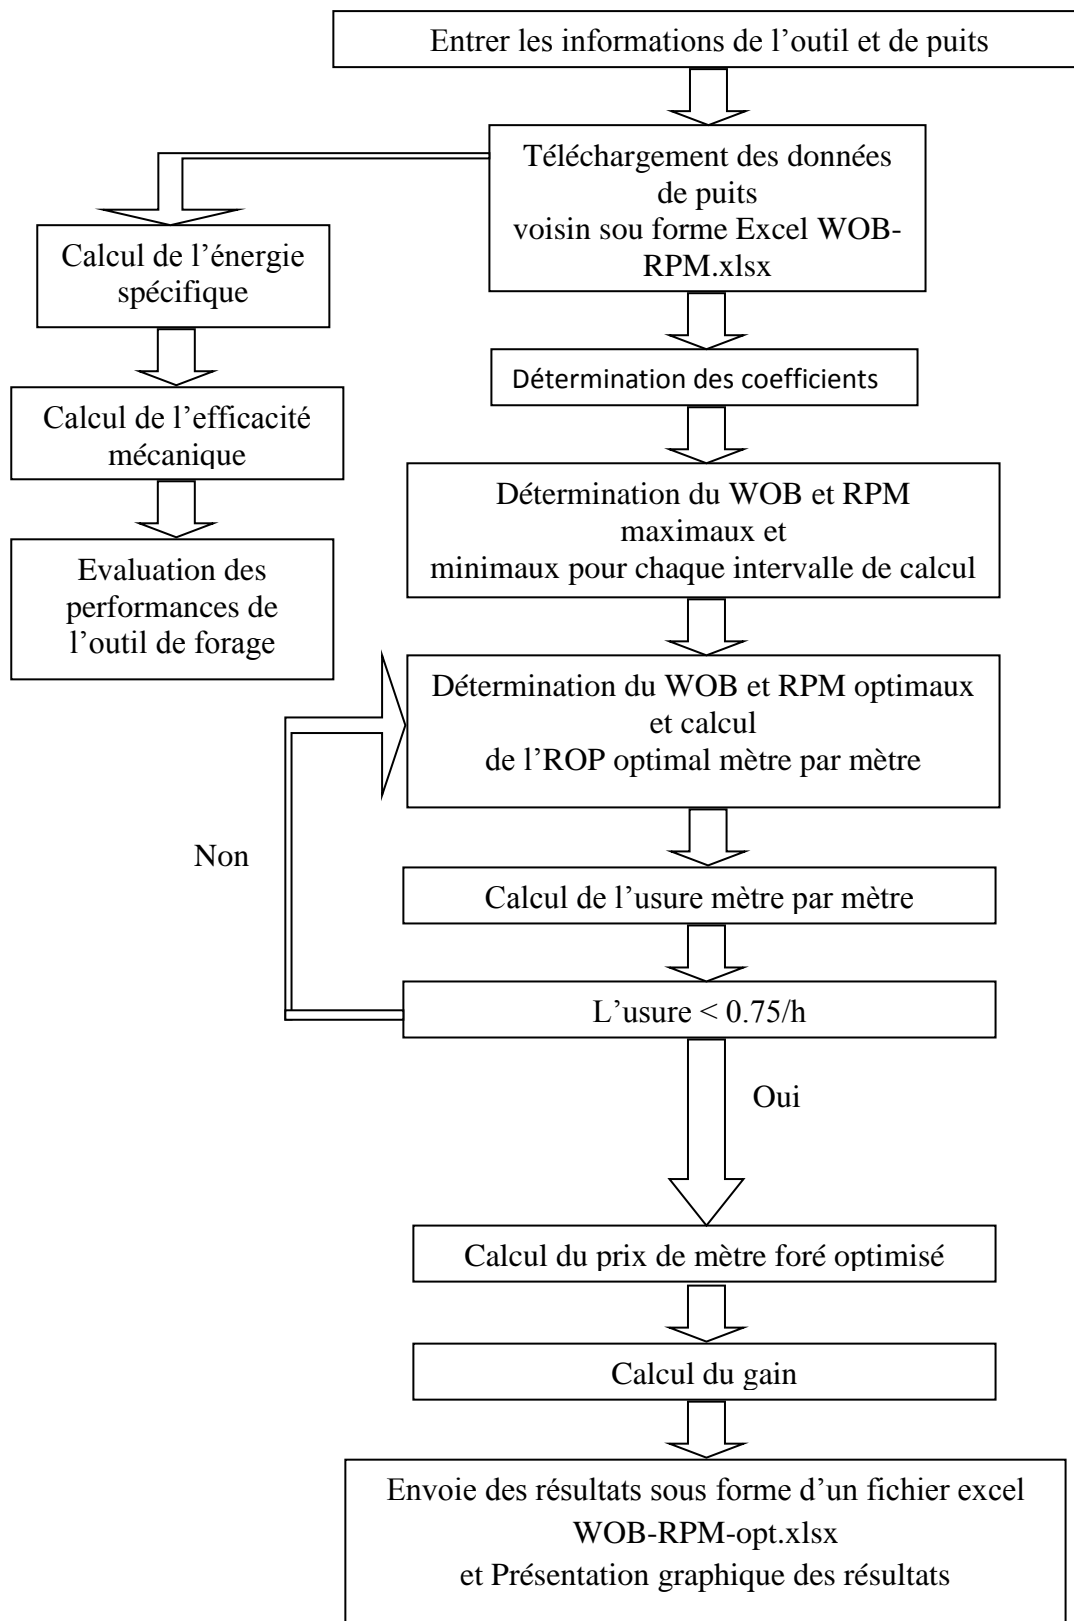 Entrer les informations de l’outil et de puits
Téléchargement des données
de puits
voisin sou forme Excel WOB-
RPM.xlsx
Calcul de l’énergie
spécifique
Détermination des coefficients
Calcul de l’efficacité
mécanique
Détermination du WOB et RPM
maximaux et
minimaux pour chaque intervalle de calcul
Evaluation des
performances de
l’outil de forage
Détermination du WOB et RPM optimaux
et calcul
de l’ROP optimal mètre par mètre
Non
Calcul de l’usure mètre par mètre
L’usure < 0.75/h
Oui
Calcul du prix de mètre foré optimisé
Calcul du gain
Envoie des résultats sous forme d’un fichier excel
WOB-RPM-opt.xlsx
et Présentation graphique des résultats